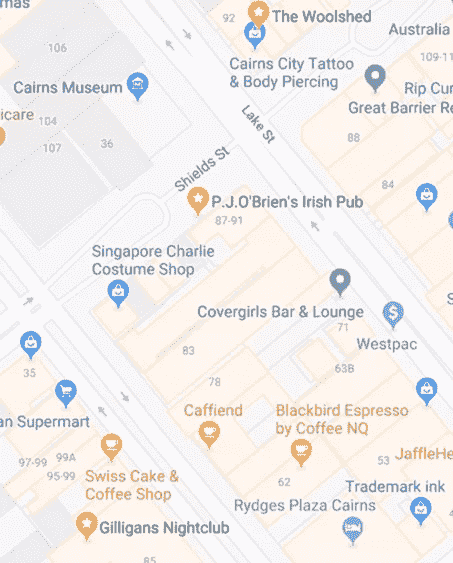 mas
92
The Woolshed
Australia
106
Cairns City Tattoo
& Body Piercing
109-11
Cairns Museum
Rip Cur
Great Barrier Re
icare
104
107
36
Lake St
88
Shields St
84
P.J.O'Brien's Irish Pub
87-91
Singapore Charlie
Costume Shop
Covergirls Bar & Lounge
S
71
Westpac
83
63B
35
78
an Supermart
Caffiend
Blackbird Espresso
by Coffee NQ
97-99
99A
95-99
Swiss Cake &
Coffee Shop
53
JaffleHe
62
Trademark ink
Rydges Plaza Cairns
Gilligans Nightclub
85